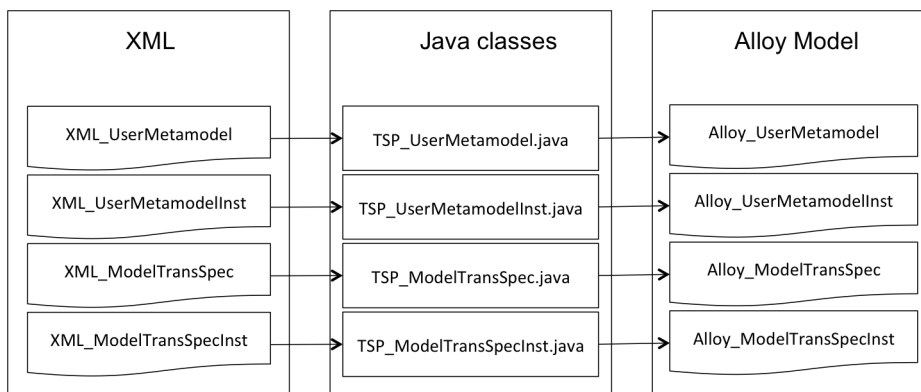 XML
Java classes
Alloy Model
XML_UserMetamodel
TSP_UserMetamodel.java
Alloy_UserMetamodel
XML_UserMetamodelInst
TSP_UserMetamodelInst.java
Alloy_UserMetamodelInst
XML_ModelTransSpec
TSP_ModelTransSpec.java
Alloy_ModelTransSpec
XML_ModelTransSpecInst
TSP_ModelTransSpecInst.java
Alloy_ModelTransSpecInst